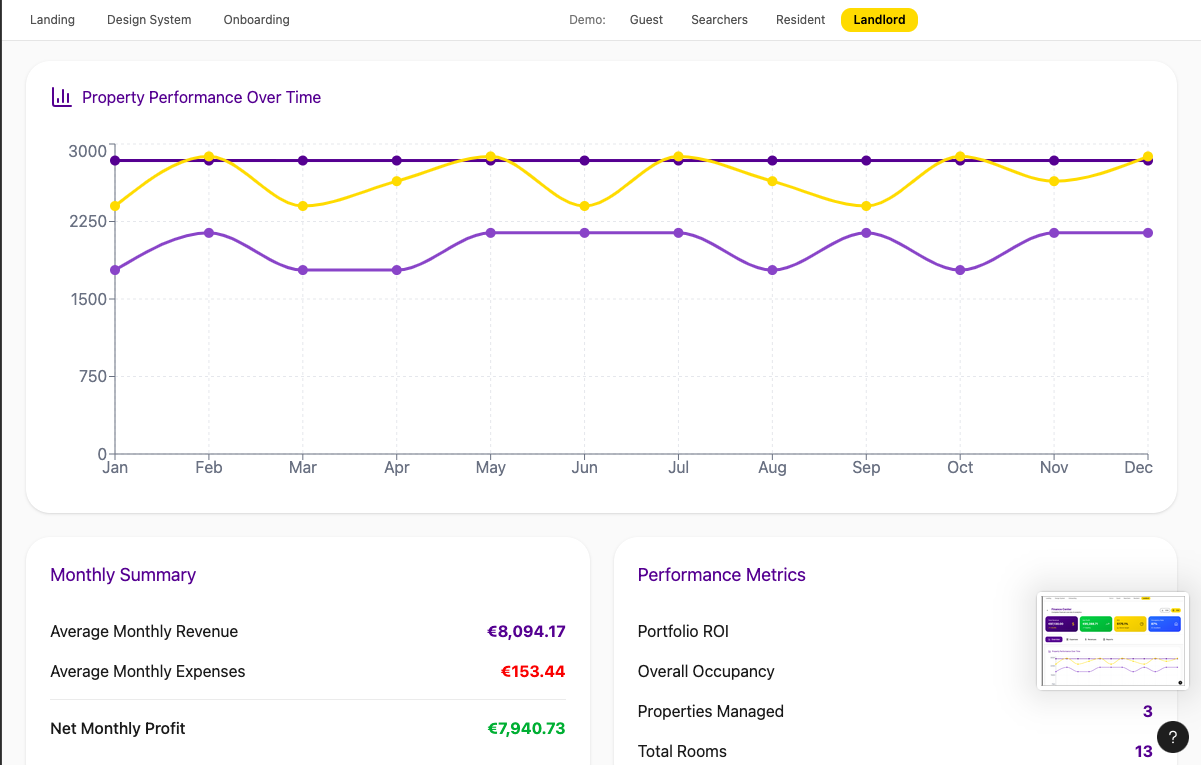 Landing Design System Onboarding Demo: Guest Searchers Resident Landlord
Property Performance Over Time
3000
2250
1500
750
0
Jan Feb Mar Apr May Jun Jul Aug Sep Oct Nov Dec
Monthly Summary
Average Monthly Revenue €8,094.17
Average Monthly Expenses €153.44
Net Monthly Profit €7,940.73
Performance Metrics
Portfolio ROI
Overall Occupancy
Properties Managed 3
Total Rooms 13
?